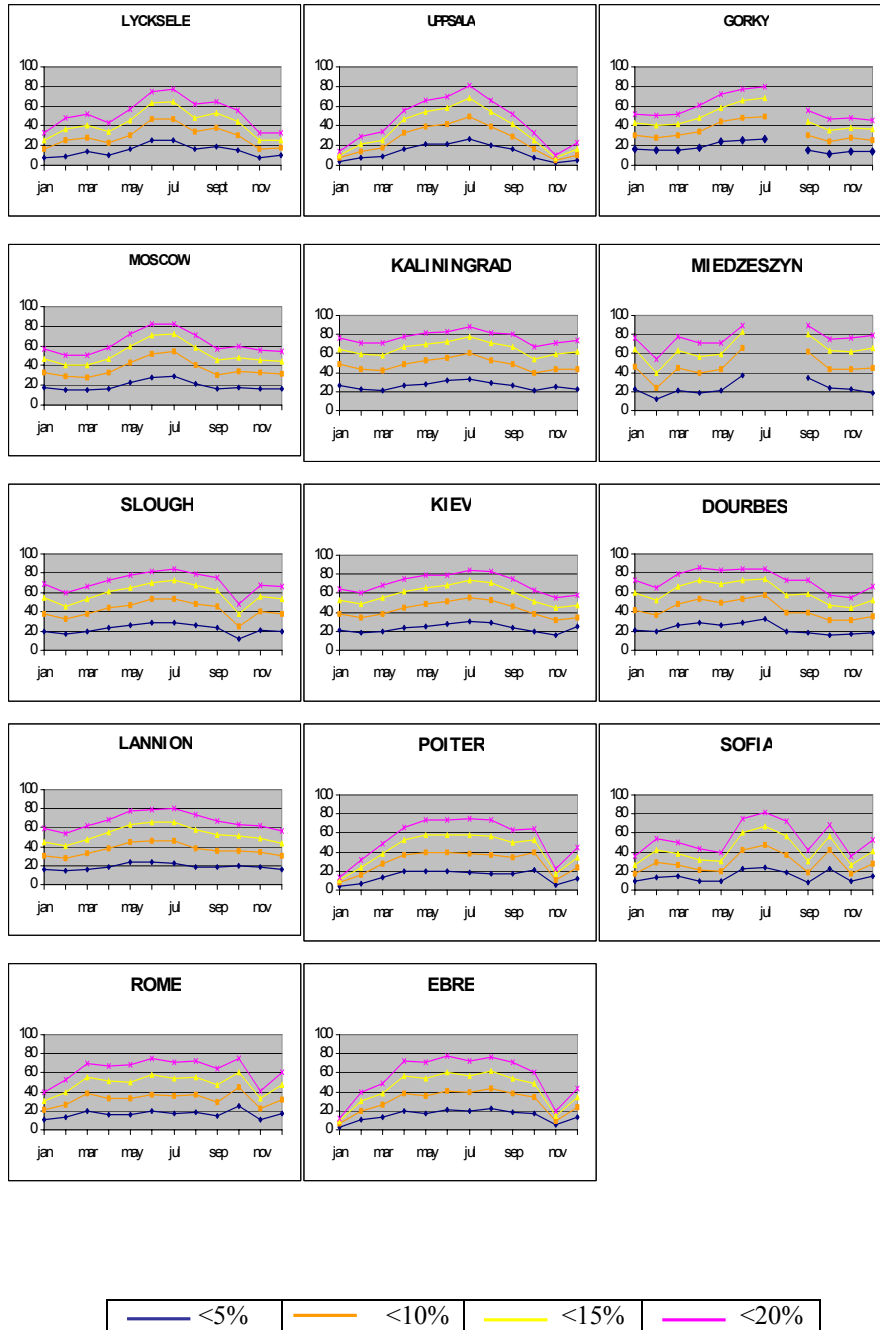 LYCKSELE
100
80
60
40
20
0
jan mar may jul sept nov
UPPSALA
100
80
60
40
20
0
jan mar may jul sep nov
GORKY
100
80
60
40
20
0
jan mar may jul sep nov
MOSCOW
100
80
60
40
20
0
jan mar may jul sep nov
KALININGRAD
100
80
60
40
20
0
jan mar may jul sep nov
MIEDZESZYN
100
80
60
40
20
0
jan mar may jul sep nov
SLOUGH
100
80
60
40
20
0
jan mar may jul sep nov
KIEV
100
80
60
40
20
0
jan mar may jul sep nov
DOURBES
100
80
60
40
20
0
jan mar may jul sep nov
LANNION
100
80
60
40
20
0
jan mar may jul sep nov
POITER
100
80
60
40
20
0
jan mar may jul sep nov
SOFIA
100
80
60
40
20
0
jan mar may jul sep nov
ROME
100
80
60
40
20
0
jan mar may jul sep nov
EBRE
100
80
60
40
20
0
jan mar may jul sep nov
<5% <10% <15% <20%